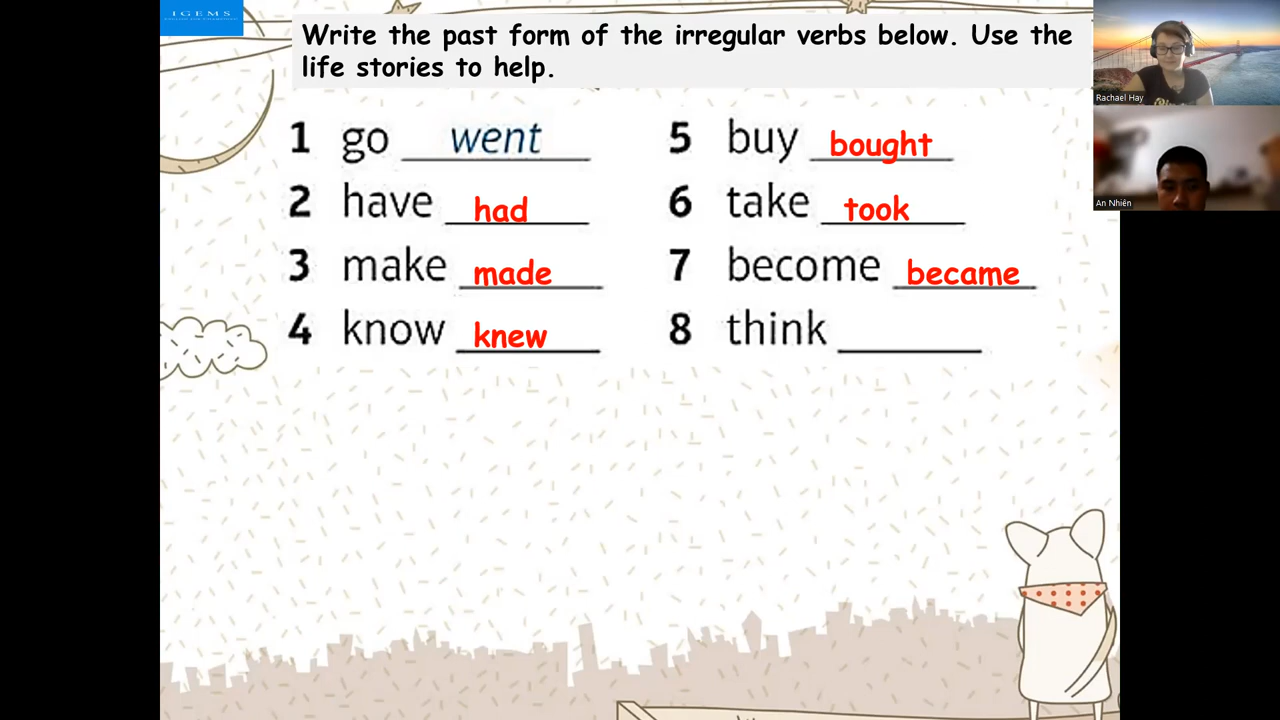 IGEMS
Write the past form of the irregular verbs below. Use the
life stories to help.
1 go went
2 have had
3 make made
4 know knew
5 buy bought
6 take took
7 become became
8 think
Rachael Hay
An Nhiên